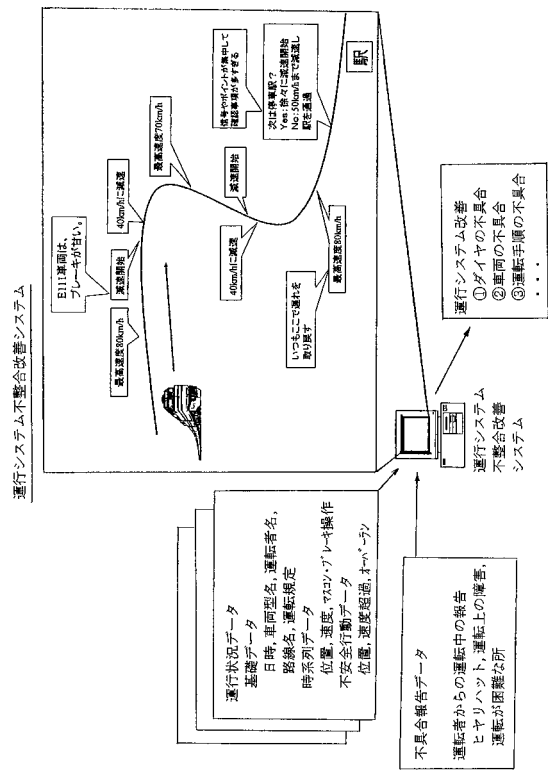 運行システム不整合改善システム
E111車両は、
ブレーキが甘い。
最高速度80km/h
減速開始
40km/hに減速
最高速度70km/h
信号やポイントが集中して
確認事項が多すぎる
減速開始
40km/hに減速
次は停車駅?
Yes:徐々に減速開始
No:50km/hまで減速し
駅を通過
いつもここで遅れを
取り戻す
最高速度80km/h
駅
運行状況データ
基礎データ
日時,車両型名,運転者名,
路線名,運転規定
時系列データ
位置,速度,マスコン・ブレーキ操作
不安全行動データ
位置,速度超過,オーバーラン
不具合報告データ
運転者からの運転中の報告
ヒヤリハット,運転上の障害,
運転が困難な所
運行システム
不整合改善
システム
運行システム改善
①ダイヤの不具合
②車両の不具合
③運転手順の不具合
・・・・